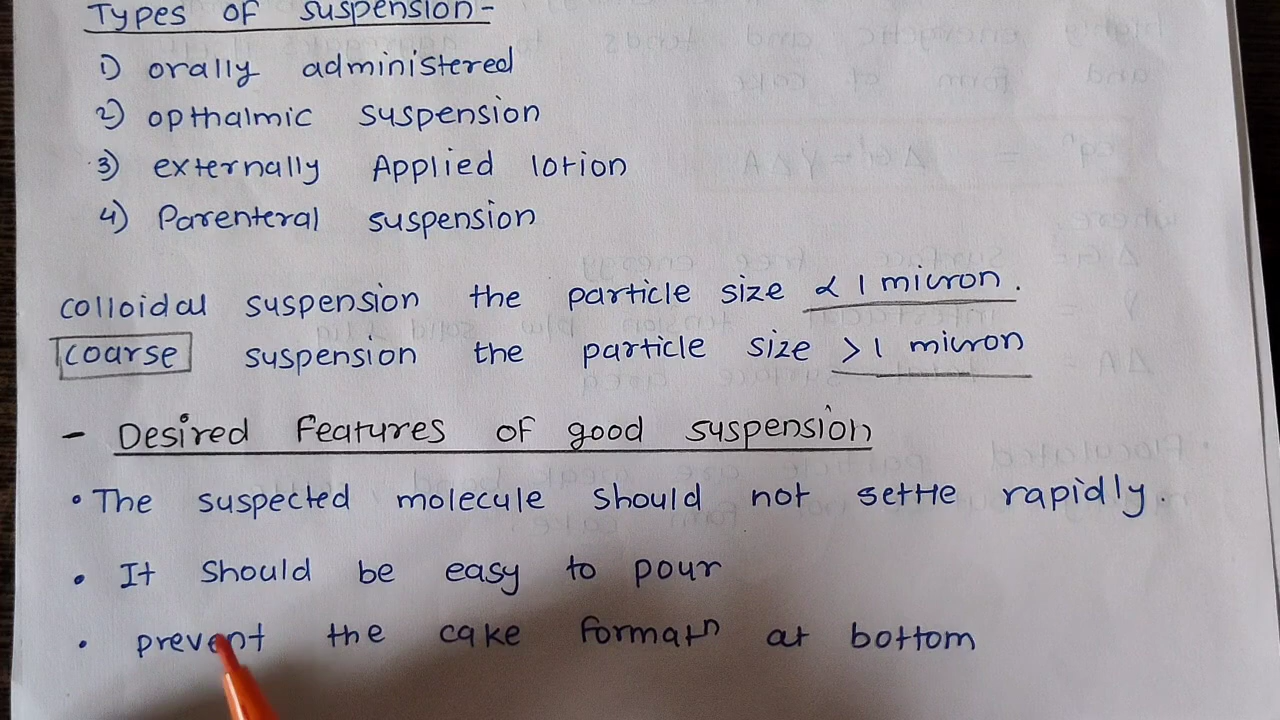 Types of suspension-
1) orally administered
2) opthalmic suspension
3) externally Applied lotion
4) Parenteral suspension
colloidal suspension the particle size < 1 micron.
coarse suspension the particle size > 1 micron
- Desired Features of good suspension
• The suspected molecule should not settle rapidly.
• It should be easy to pour
• prevent the cake formatn at bottom